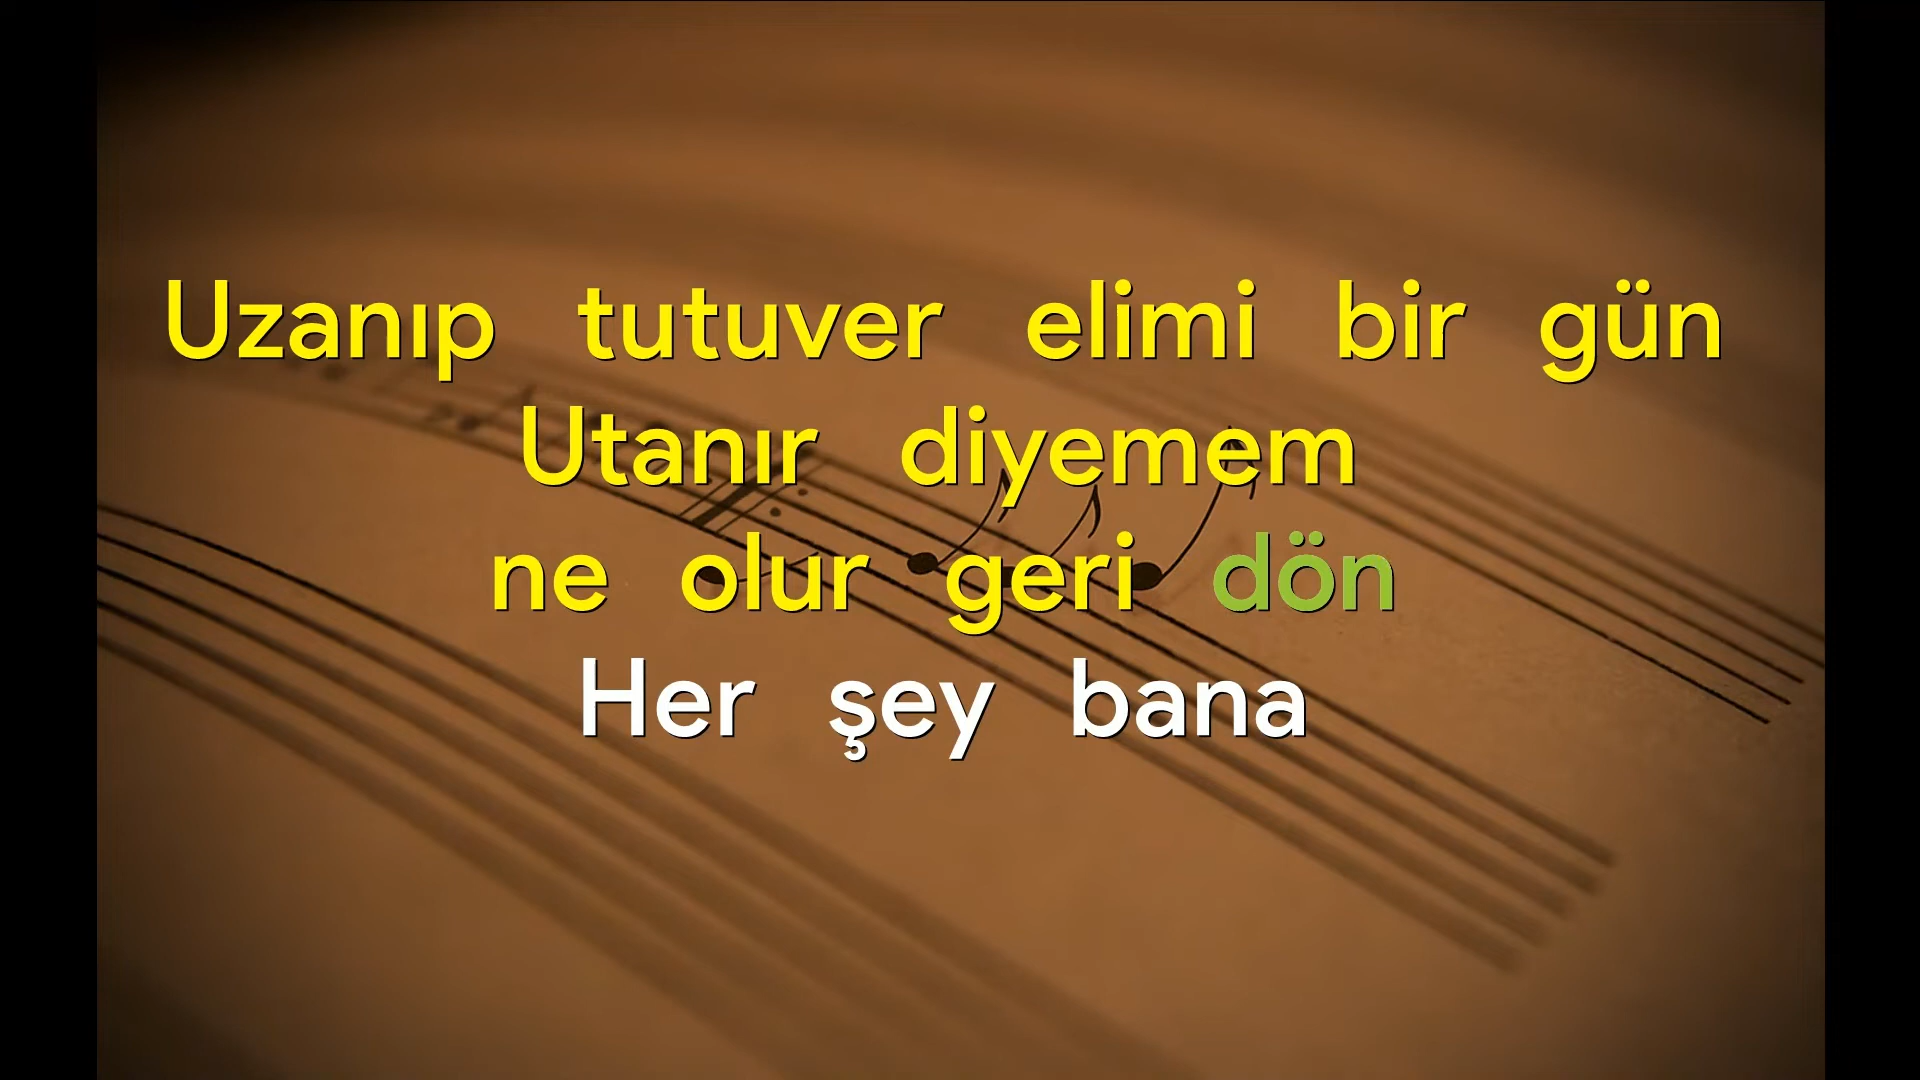 Uzanıp tutuver elimi bir gün
Utanır diyemem
ne olur geri dön
Her şey bana